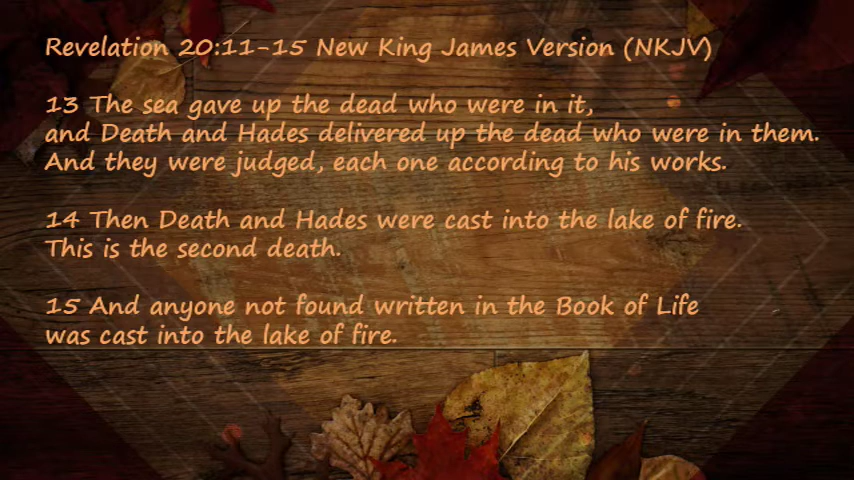 Revelation 20:11-15 New King James Version (NKJV)
13 The sea gave up the dead who were in it,
and Death and Hades delivered up the dead who were in them.
And they were judged, each one according to his works.
14 Then Death and Hades were cast into the lake of fire.
This is the second death.
15 And anyone not found written in the Book of Life
was cast into the lake of fire.